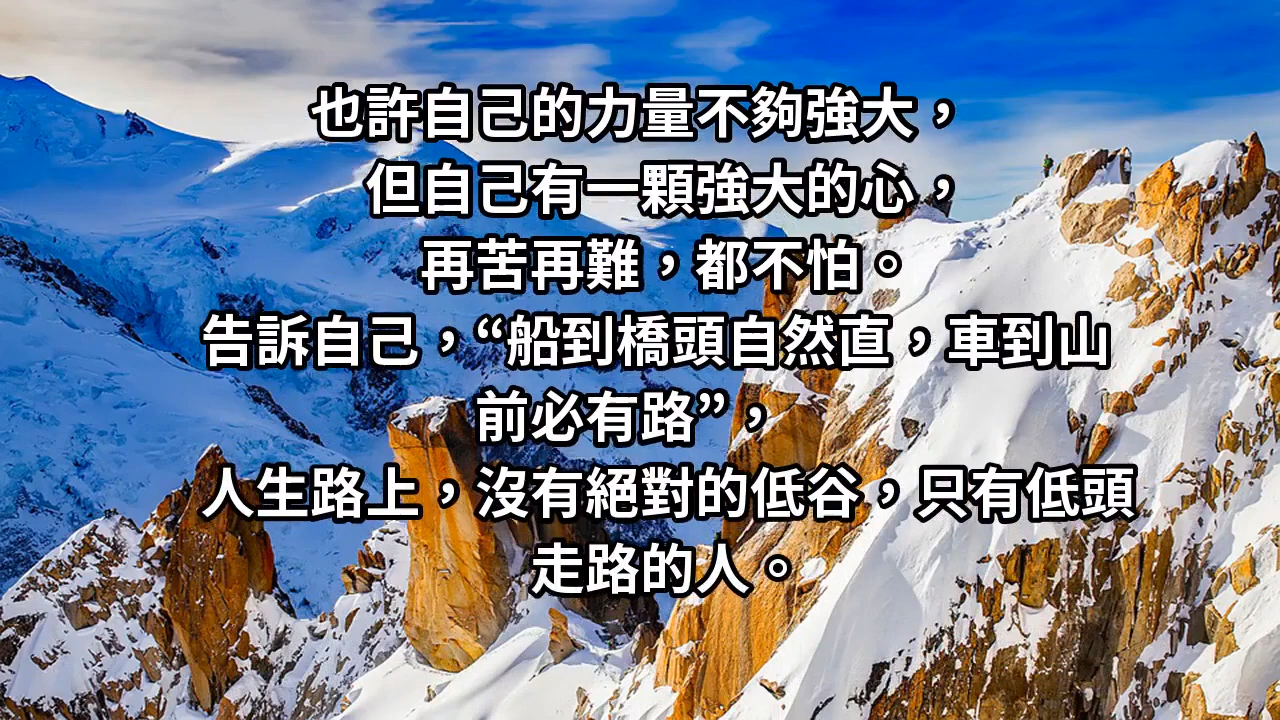 也許自己的力量不夠強大，
但自己有一顆強大的心，
再苦再難，都不怕。
告訴自己，“船到橋頭自然直，車到山
前必有路”，
人生路上，沒有絕對的低谷，只有低頭
走路的人。